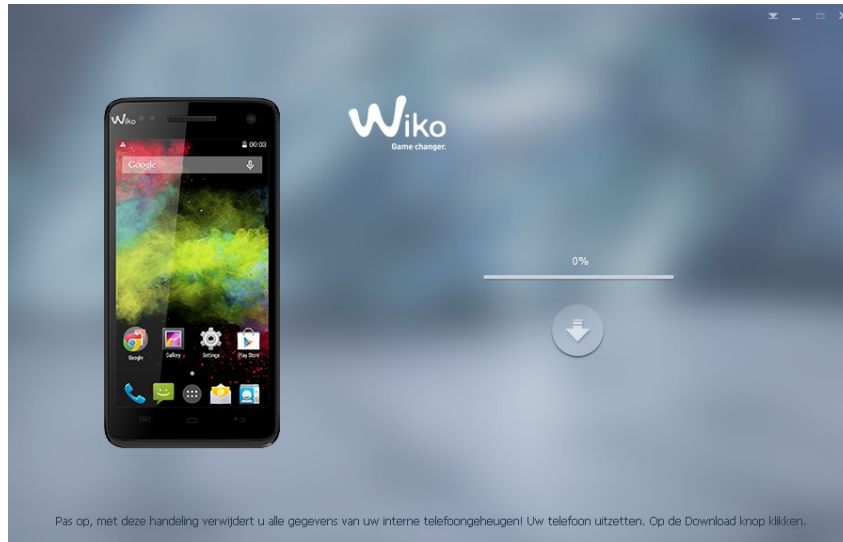 Wiko
Game changer.
Wiko
00:03
Google
Google
Gallery
Settings
Play Store
0%
Pas op, met deze handeling verwijdert u alle gegevens van uw interne telefoongeheugen! Uw telefoon uitzetten. Op de Download knop klikken.